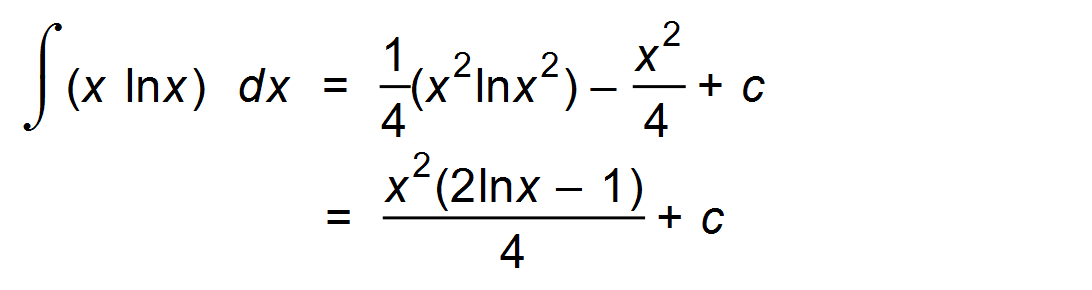 ∫(x lnx) dx = 1/4(x²lnx²) – x²/4 + c
= x²(2lnx – 1)/4 + c